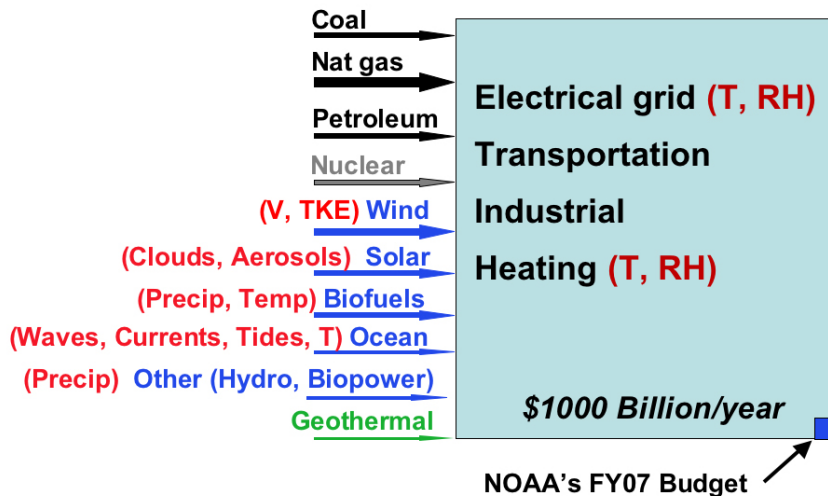 Coal
Nat gas
Petroleum
Nuclear
(V, TKE) Wind
(Clouds, Aerosols) Solar
(Precip, Temp) Biofuels
(Waves, Currents, Tides, T) Ocean
(Precip) Other (Hydro, Biopower)
Geothermal
Electrical grid (T, RH)
Transportation
Industrial
Heating (T, RH)
$1000 Billion/year
NOAA's FY07 Budget